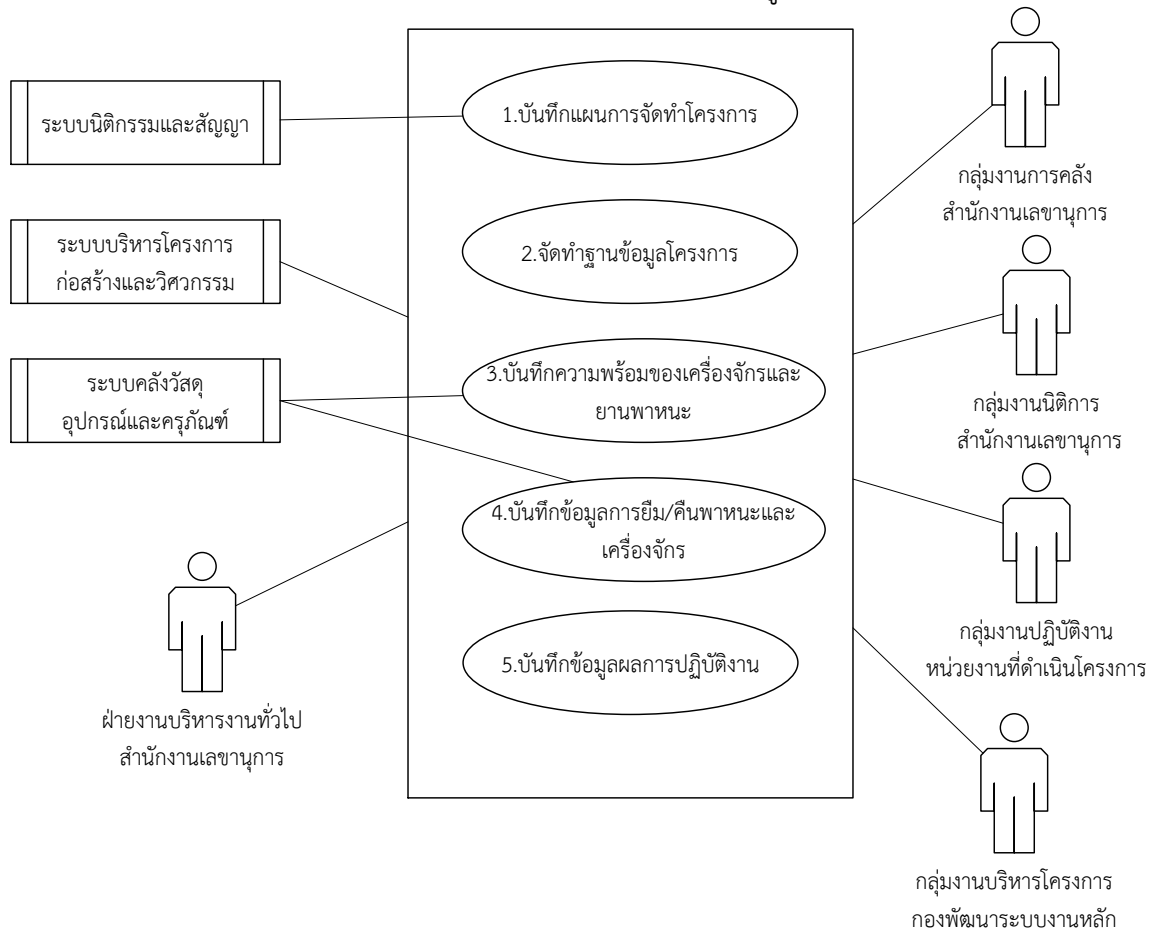 ระบบนิติกรรมและสัญญา
ระบบบริหารโครงการ
ก่อสร้างและวิศวกรรม
ระบบคลังวัสดุ
อุปกรณ์และครุภัณฑ์
ฝ่ายงานบริหารงานทั่วไป
สำนักงานเลขานุการ
1.บันทึกแผนการจัดทำโครงการ
2.จัดทำฐานข้อมูลโครงการ
3.บันทึกความพร้อมของเครื่องจักรและ
ยานพาหนะ
4.บันทึกข้อมูลการยืม/คืนพาหนะและ
เครื่องจักร
5.บันทึกข้อมูลผลการปฏิบัติงาน
กลุ่มงานการคลัง
สำนักงานเลขานุการ
กลุ่มงานนิติการ
สำนักงานเลขานุการ
กลุ่มงานปฏิบัติงาน
หน่วยงานที่ดำเนินโครงการ
กลุ่มงานบริหารโครงการ
กองพัฒนาระบบงานหลัก